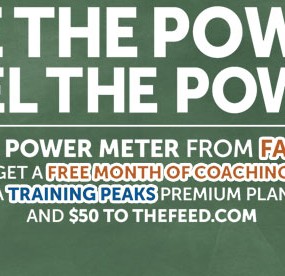 E THE POW
EL THE POW
POWER METER FROM FA
GET A FREE MONTH OF COACHING
A TRAINING PEAKS PREMIUM PLAN
AND $50 TO THEFEED.COM